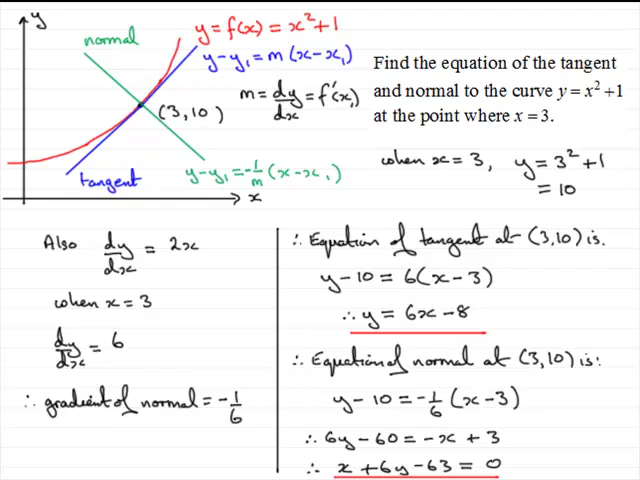 y
normal
y = f(x) = x² + 1
y - y₁ = m (x - x₁)
m = dy/dx = f'(x₁)
(3, 10)
tangent
y - y₁ = -1/m (x - x₁)
x
Find the equation of the tangent
and normal to the curve y = x² + 1
at the point where x = 3.
when x = 3, y = 3² + 1
= 10
Also dy/dx = 2x
when x = 3
dy/dx = 6
∴ gradient of normal = -1/6
∴ Equation of tangent at (3, 10) is.
y - 10 = 6(x - 3)
∴ y = 6x - 8
∴ Equation of normal at (3, 10) is:
y - 10 = -1/6 (x - 3)
∴ 6y - 60 = -x + 3
∴ x + 6y - 63 = 0